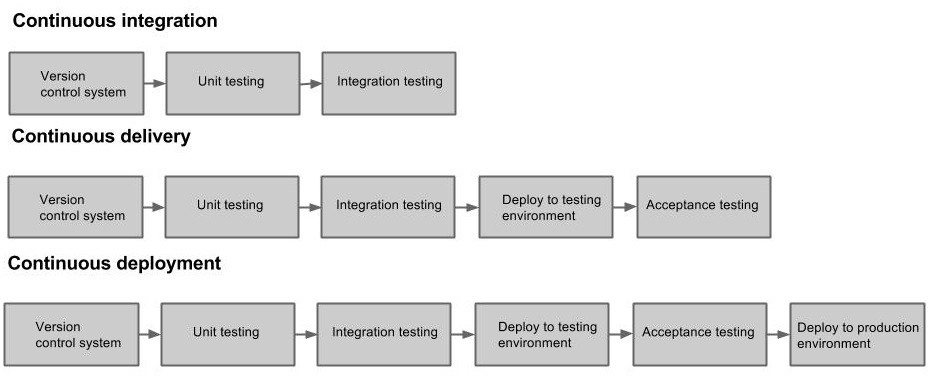 Continuous integration
Version
control system
Unit testing
Integration testing
Continuous delivery
Version
control system
Unit testing
Integration testing
Deploy to testing
environment
Acceptance testing
Continuous deployment
Version
control system
Unit testing
Integration testing
Deploy to testing
environment
Acceptance testing
Deploy to production
environment